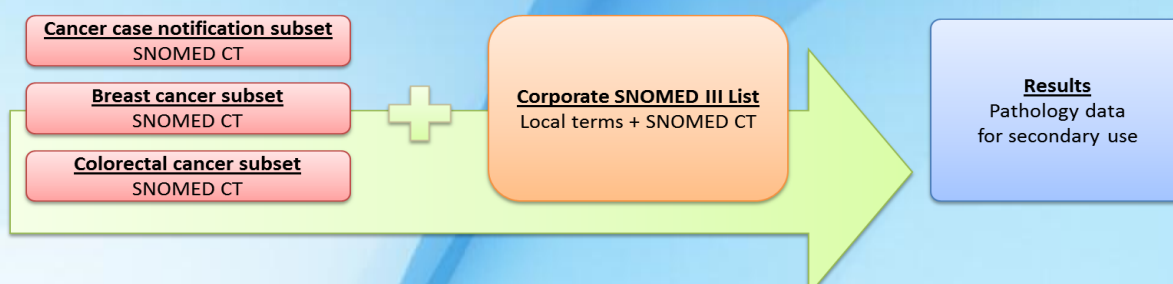 Cancer case notification subset
SNOMED CT
Breast cancer subset
SNOMED CT
Colorectal cancer subset
SNOMED CT
Corporate SNOMED III List
Local terms + SNOMED CT
Results
Pathology data
for secondary use